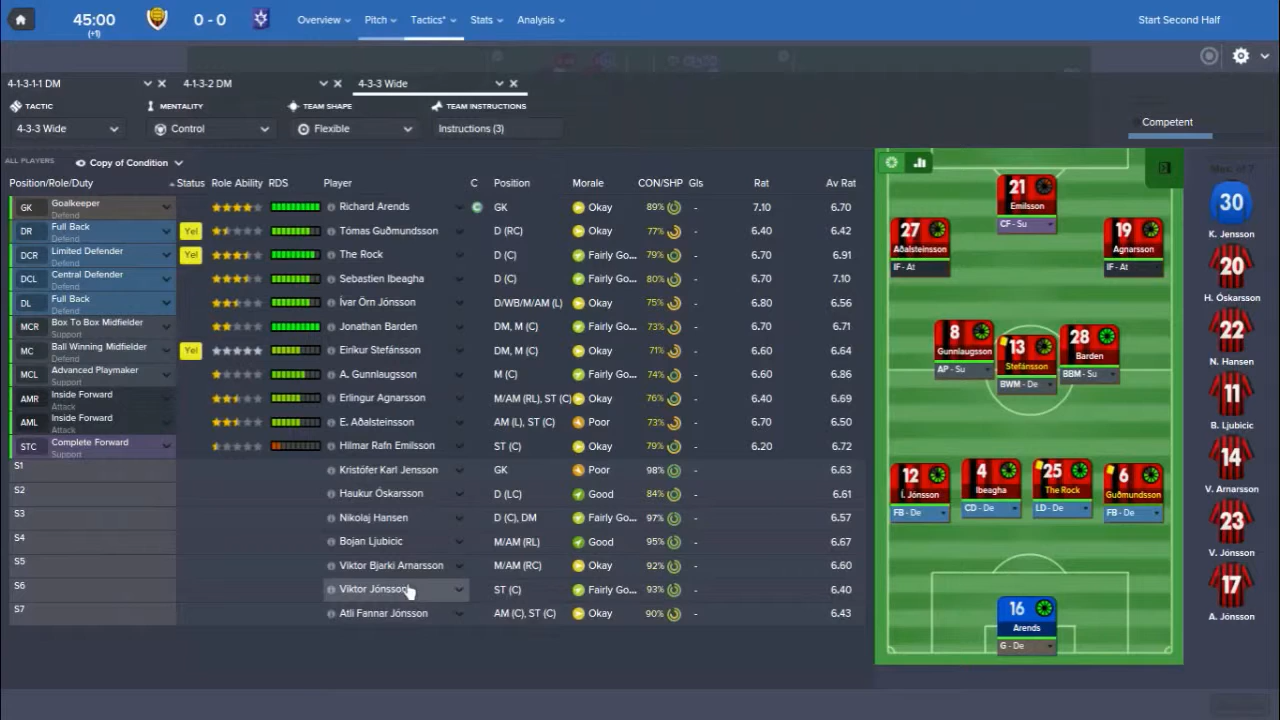 45:00
(+1)
0 - 0
Overview
Pitch
Tactics*
Stats
Analysis
Start Second Half
4-1-3-1-1 DM
4-1-3-2 DM
4-3-3 Wide
TACTIC
MENTALITY
TEAM SHAPE
TEAM INSTRUCTIONS
4-3-3 Wide
Control
Flexible
Instructions (3)
Competent
ALL PLAYERS
Copy of Condition
Position/Role/Duty Status Role Ability RDS Player C Position Morale CON/SHP Gls Rat Av Rat
GK Goalkeeper Defend Richard Arends C GK Okay 89% - 7.10 6.70
DR Full Back Defend Yel Tómas Guðmundsson D (RC) Okay 77% - 6.40 6.42
DCR Limited Defender Defend Yel The Rock D (C) Fairly Go... 79% - 6.70 6.91
DCL Central Defender Defend Sebastien Ibeagha D (C) Fairly Go... 80% - 6.70 7.10
DL Full Back Defend Ívar Örn Jónsson D/WB/M/AM (L) Okay 75% - 6.80 6.56
MCR Box To Box Midfielder Support Jonathan Barden DM, M (C) Fairly Go... 73% - 6.70 6.71
MC Ball Winning Midfielder Defend Yel Eirikur Stefánsson DM, M (C) Okay 71% - 6.60 6.64
MCL Advanced Playmaker Support A. Gunnlaugsson M (C) Fairly Go... 74% - 6.60 6.86
AMR Inside Forward Attack Erlingur Agnarsson M/AM (RL), ST (C) Okay 76% - 6.40 6.69
AML Inside Forward Attack E. Aðalsteinsson AM (L), ST (C) Poor 73% - 6.70 6.50
STC Complete Forward Support Hilmar Rafn Emilsson ST (C) Okay 79% - 6.20 6.72
S1 Kristófer Karl Jensson GK Poor 98% - 6.63
S2 Haukur Óskarsson D (LC) Good 84% - 6.61
S3 Nikolaj Hansen D (C), DM Fairly Go... 97% - 6.57
S4 Bojan Ljubicic M/AM (RL) Good 95% - 6.67
S5 Viktor Bjarki Arnarsson M/AM (RC) Okay 92% - 6.60
S6 Viktor Jónsson ST (C) Fairly Go... 93% - 6.40
S7 Atli Fannar Jónsson AM (C), ST (C) Okay 90% - 6.43
21
Emilsson
CF - Su
27
Aðalsteinsson
IF - At
19
Agnarsson
IF - At
8
Gunnlaugsson
AP - Su
13
Stefánsson
BWM - De
28
Barden
BBM - Su
12
Í. Jónsson
FB - De
4
Ibeagha
CD - De
25
The Rock
LD - De
6
Guðmundsson
FB - De
16
Arends
G - De
30
K. Jensson
20
H. Óskarsson
22
N. Hansen
11
B. Ljubicic
14
V. Arnarsson
23
V. Jónsson
17
A. Jónsson